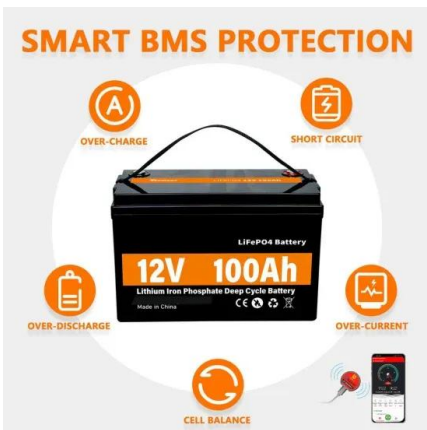 SMART BMS PROTECTION
OVER-CHARGE
SHORT CIRCUIT
LiFePO4 Battery
12V 100Ah
Lithium Iron Phosphate Deep Cycle Battery
Made in China
CE
OVER-DISCHARGE
OVER-CURRENT
CELL BALANCE